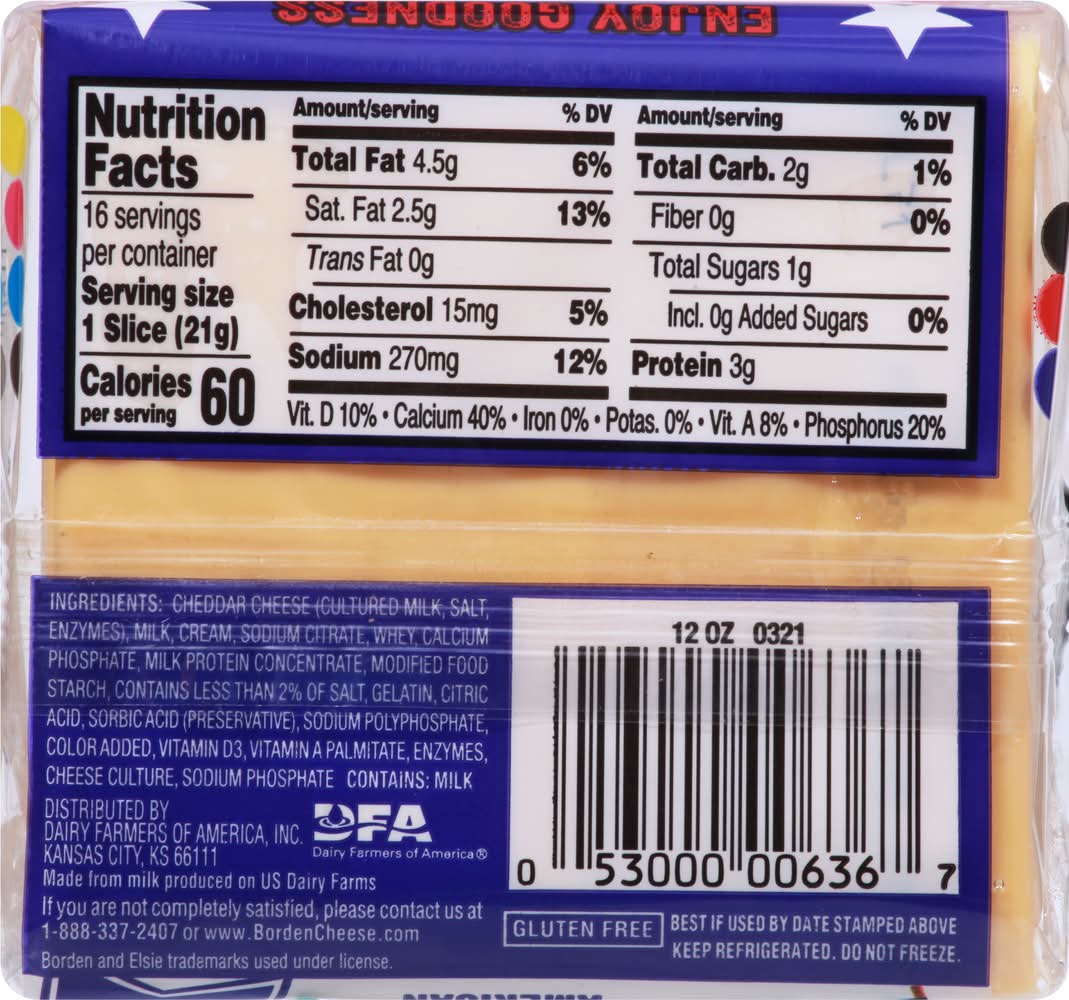 ENJOY GOODNESS
Nutrition
Facts
16 servings
per container
Serving size
1 Slice (21g)
Calories 60
per serving
Amount/serving % DV
Total Fat 4.5g 6%
Sat. Fat 2.5g 13%
Trans Fat 0g
Cholesterol 15mg 5%
Sodium 270mg 12%
Amount/serving % DV
Total Carb. 2g 1%
Fiber 0g 0%
Total Sugars 1g
Incl. 0g Added Sugars 0%
Protein 3g
Vit. D 10% • Calcium 40% • Iron 0% • Potas. 0% • Vit. A 8% • Phosphorus 20%
INGREDIENTS: CHEDDAR CHEESE (CULTURED MILK, SALT,
ENZYMES), MILK, CREAM, SODIUM CITRATE, WHEY, CALCIUM
PHOSPHATE, MILK PROTEIN CONCENTRATE, MODIFIED FOOD
STARCH, CONTAINS LESS THAN 2% OF SALT, GELATIN, CITRIC
ACID, SORBIC ACID (PRESERVATIVE), SODIUM POLYPHOSPHATE,
COLOR ADDED, VITAMIN D3, VITAMIN A PALMITATE, ENZYMES,
CHEESE CULTURE, SODIUM PHOSPHATE CONTAINS: MILK
DISTRIBUTED BY
DAIRY FARMERS OF AMERICA, INC.
KANSAS CITY, KS 66111
DFA
Dairy Farmers of America®
Made from milk produced on US Dairy Farms
If you are not completely satisfied, please contact us at
1-888-337-2407 or www.BordenCheese.com
Borden and Elsie trademarks used under license.
12 OZ 0321
0 53000 00636 7
GLUTEN FREE
BEST IF USED BY DATE STAMPED ABOVE
KEEP REFRIGERATED. DO NOT FREEZE.
AMERICAN